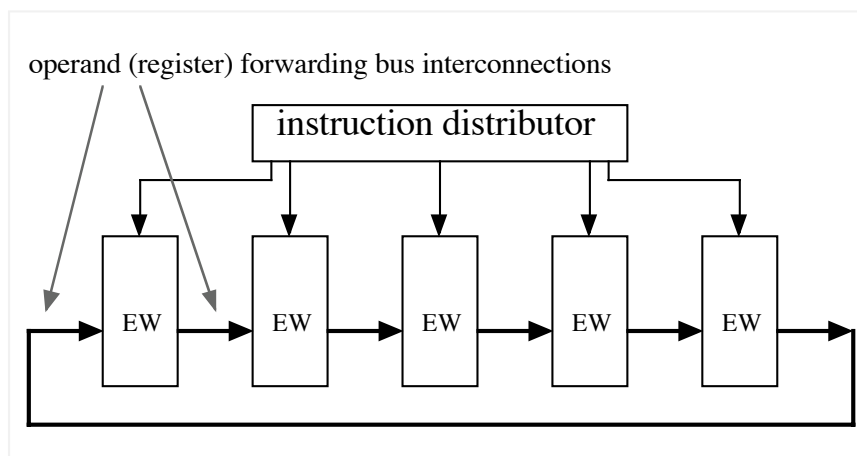 operand (register) forwarding bus interconnections
instruction distributor
EW
EW
EW
EW
EW